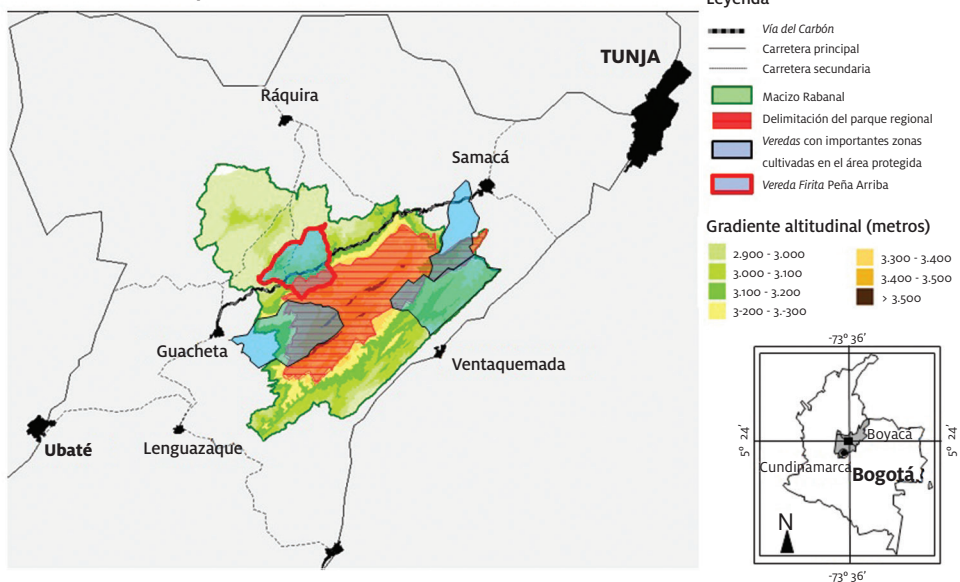 Leyenda
Vía del Carbón
Carretera principal
Carretera secundaria
Macizo Rabanal
Delimitación del parque regional
Veredas con importantes zonas
cultivadas en el área protegida
Vereda Firita Peña Arriba
TUNJA
Ráquira
Samacá
Guacheta
Ventaquemada
Ubaté
Lenguazaque
Gradiente altitudinal (metros)
2.900 - 3.000
3.000 - 3.100
3.100 - 3.200
3-200 - 3.-300
3.300 - 3.400
3.400 - 3.500
> 3.500
-73° 36'
5° 24'
5° 24'
Boyacá
Cundinamarca
Bogotá
N
-73° 36'